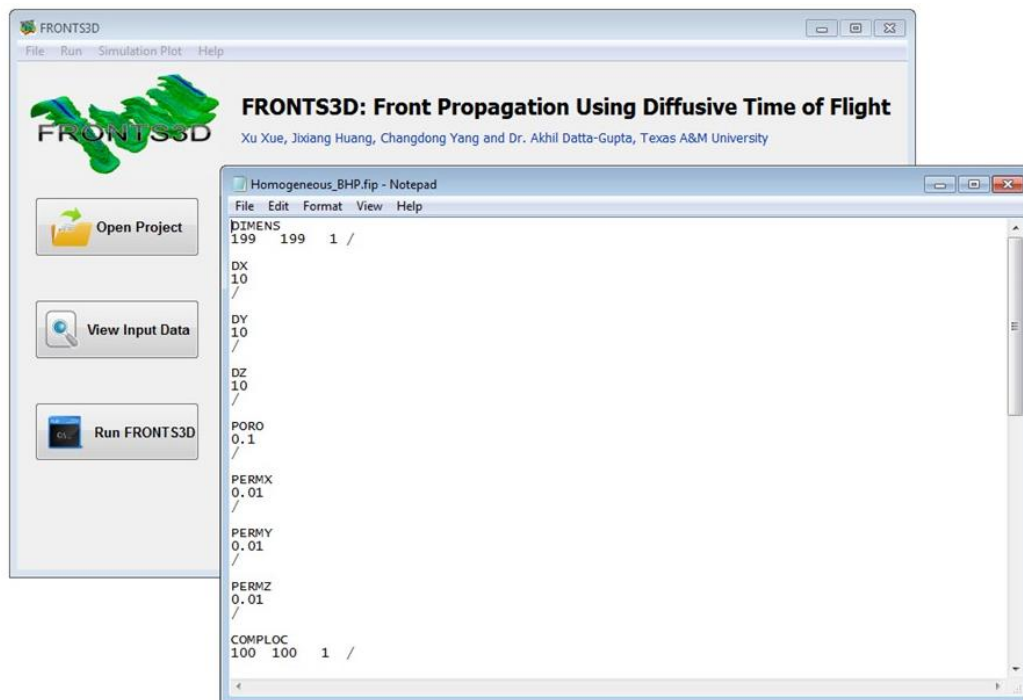 FRONTS3D
File Run Simulation Plot Help
FRONTS3D
FRONTS3D: Front Propagation Using Diffusive Time of Flight
Xu Xue, Jixiang Huang, Changdong Yang and Dr. Akhil Datta-Gupta, Texas A&M University
Open Project
View Input Data
Run FRONTS3D
Homogeneous_BHP.fip - Notepad
File Edit Format View Help
DIMENS
199 199 1 /
DX
10
/
DY
10
/
DZ
10
/
PORO
0.1
/
PERMX
0.01
/
PERMY
0.01
/
PERMZ
0.01
/
COMPLOC
100 100 1 /